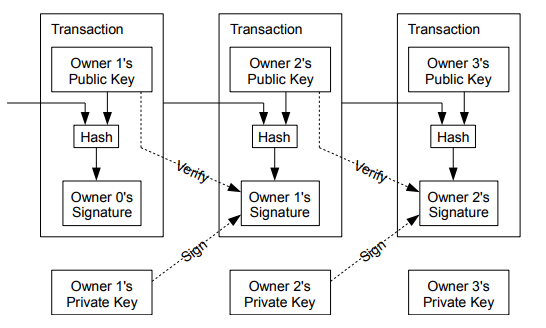 Transaction
Owner 1's
Public Key
Hash
Owner 0's
Signature
Verify
Transaction
Owner 2's
Public Key
Hash
Owner 1's
Signature
Verify
Transaction
Owner 3's
Public Key
Hash
Owner 2's
Signature
Sign
Sign
Owner 1's
Private Key
Owner 2's
Private Key
Owner 3's
Private Key